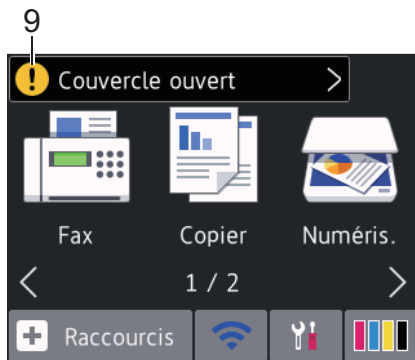 9
Couvercle ouvert
Fax Copier Numéris.
1 / 2
Raccourcis